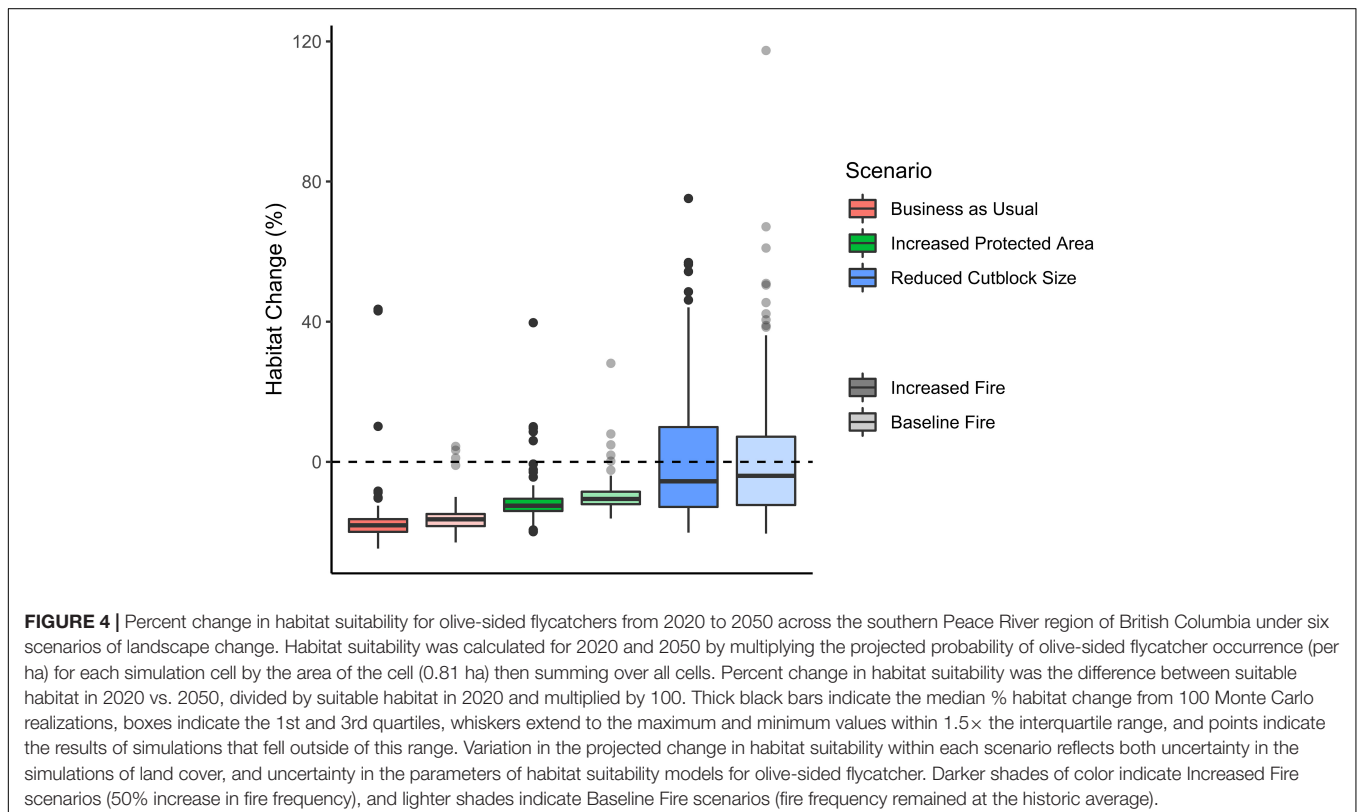 120
80
40
0
Habitat Change (%)
Scenario
Business as Usual
Increased Protected Area
Reduced Cutblock Size
Increased Fire
Baseline Fire
FIGURE 4 | Percent change in habitat suitability for olive-sided flycatchers from 2020 to 2050 across the southern Peace River region of British Columbia under six
scenarios of landscape change. Habitat suitability was calculated for 2020 and 2050 by multiplying the projected probability of olive-sided flycatcher occurrence (per
ha) for each simulation cell by the area of the cell (0.81 ha) then summing over all cells. Percent change in habitat suitability was the difference between suitable
habitat in 2020 vs. 2050, divided by suitable habitat in 2020 and multiplied by 100. Thick black bars indicate the median % habitat change from 100 Monte Carlo
realizations, boxes indicate the 1st and 3rd quartiles, whiskers extend to the maximum and minimum values within 1.5× the interquartile range, and points indicate
the results of simulations that fell outside of this range. Variation in the projected change in habitat suitability within each scenario reflects both uncertainty in the
simulations of land cover, and uncertainty in the parameters of habitat suitability models for olive-sided flycatcher. Darker shades of color indicate Increased Fire
scenarios (50% increase in fire frequency), and lighter shades indicate Baseline Fire scenarios (fire frequency remained at the historic average).